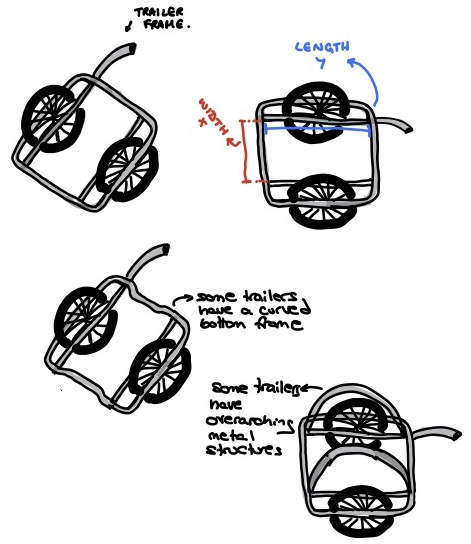 TRAILER
FRAME.
LENGTH
Y
WIDTH
X
some trailers
have a curved
bottom frame
Some trailers
have
overarching
metal
structures